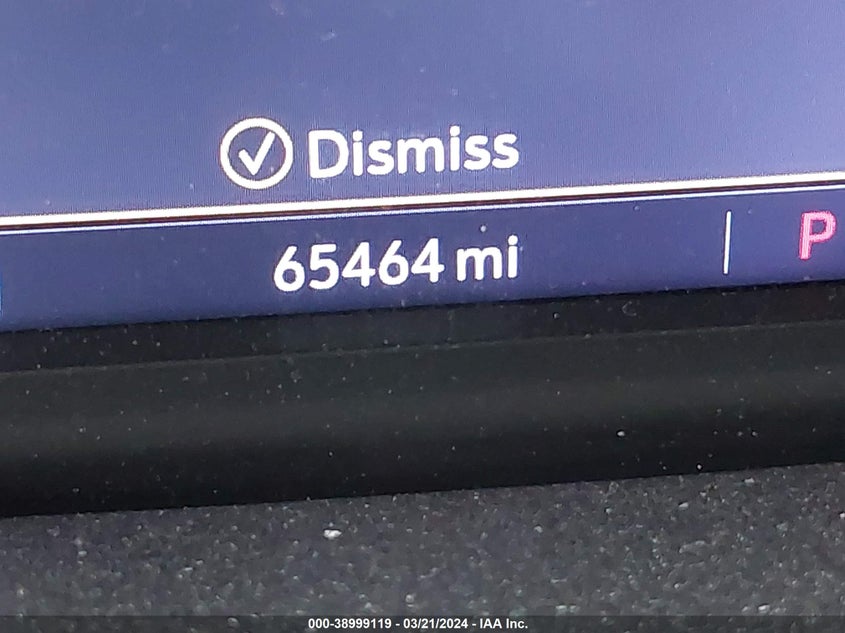 Dismiss
65464 mi
P
000-38999119 - 03/21/2024 - IAA Inc.